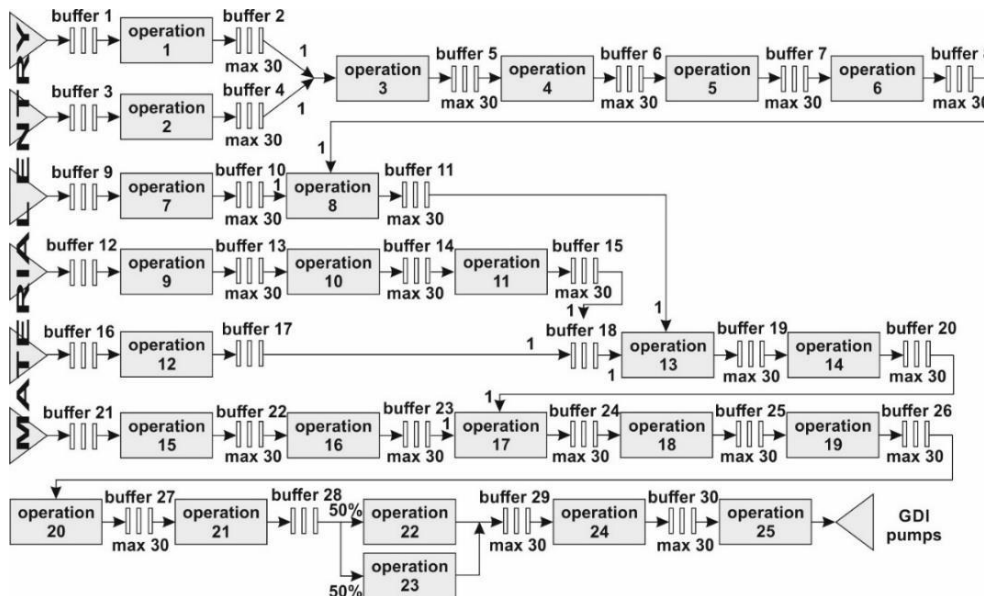 MATERIAL ENTRY
buffer 1
operation
1
buffer 2
max 30
1
buffer 3
operation
2
buffer 4
max 30
1
operation
3
buffer 5
max 30
operation
4
buffer 6
max 30
operation
5
buffer 7
max 30
operation
6
buffer 8
max 30
1
buffer 9
operation
7
buffer 10
max 30
1
operation
8
buffer 11
max 30
buffer 12
operation
9
buffer 13
max 30
operation
10
buffer 14
max 30
operation
11
buffer 15
max 30
1
buffer 16
operation
12
buffer 17
1
buffer 18
1
1
operation
13
buffer 19
max 30
operation
14
buffer 20
max 30
1
buffer 21
operation
15
buffer 22
max 30
operation
16
buffer 23
max 30
1
operation
17
buffer 24
max 30
operation
18
buffer 25
max 30
operation
19
buffer 26
max 30
operation
20
buffer 27
max 30
operation
21
buffer 28
50%
operation
22
50%
operation
23
buffer 29
max 30
operation
24
buffer 30
max 30
operation
25
GDI
pumps